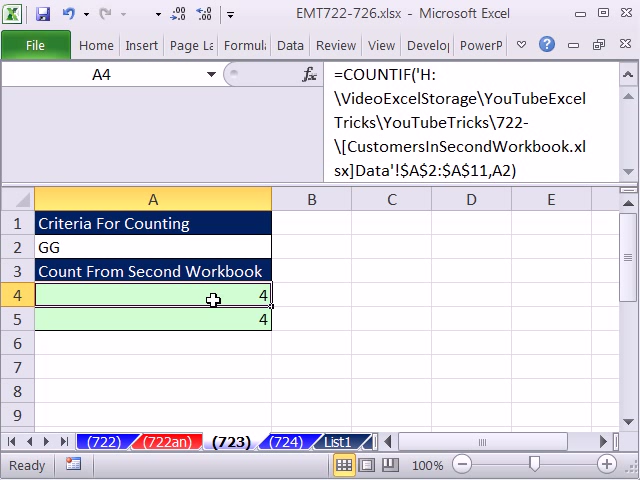 EMT722-726.xlsx - Microsoft Excel
File Home Insert Page La Formula Data Review View Develo PowerP
A4 fx =COUNTIF('H:
\VideoExcelStorage\YouTubeExcel
Tricks\YouTubeTricks\722-
\[CustomersInSecondWorkbook.xl
sx]Data'!$A$2:$A$11,A2)
A B C D E
1 Criteria For Counting
2 GG
3 Count From Second Workbook
4 4
5 4
6
7
8
9
(722) (722an) (723) (724) List1
Ready 100%